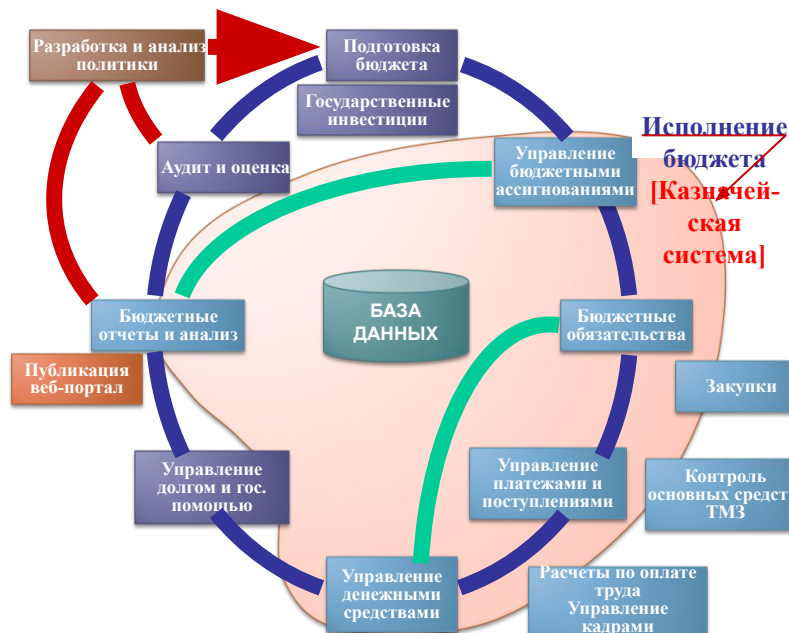 Разработка и анализ
политики
Подготовка
бюджета
Государственные
инвестиции
Аудит и оценка
Управление
бюджетными
ассигнованиями
Исполнение
бюджета
[Казначей-
ская
система]
БАЗА
ДАННЫХ
Бюджетные
отчеты и анализ
Бюджетные
обязательства
Публикация
веб-портал
Закупки
Управление
долгом и гос.
помощью
Управление
платежами и
поступлениями
Контроль
основных средст
ТМЗ
Управление
денежными
средствами
Расчеты по оплате
труда
Управление
кадрами